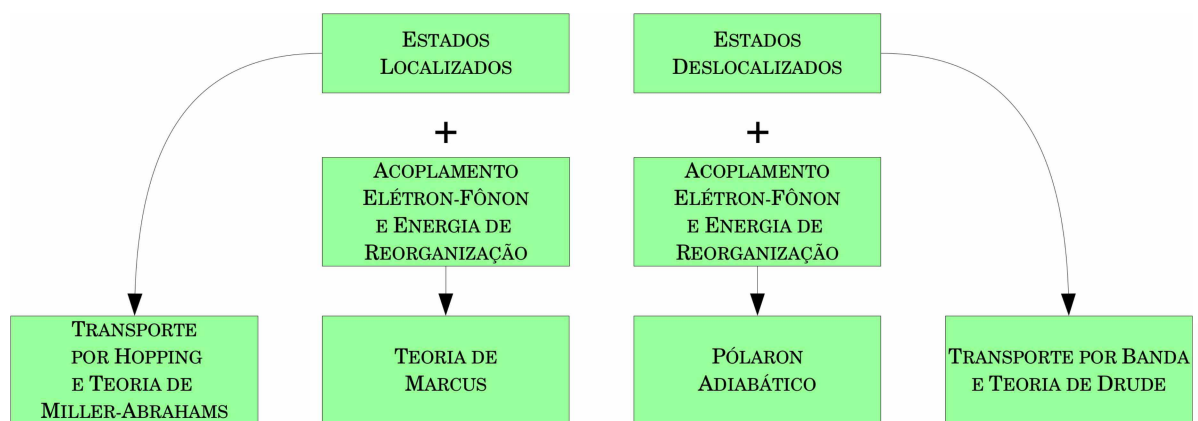 ESTADOS
LOCALIZADOS
ESTADOS
DESLOCALIZADOS
+
+
ACOPLAMENTO
ELÉTRON-FÔNON
E ENERGIA DE
REORGANIZAÇÃO
ACOPLAMENTO
ELÉTRON-FÔNON
E ENERGIA DE
REORGANIZAÇÃO
TRANSPORTE
POR HOPPING
E TEORIA DE
MILLER-ABRAHAMS
TEORIA DE
MARCUS
PÓLARON
ADIABÁTICO
TRANSPORTE POR BANDA
E TEORIA DE DRUDE